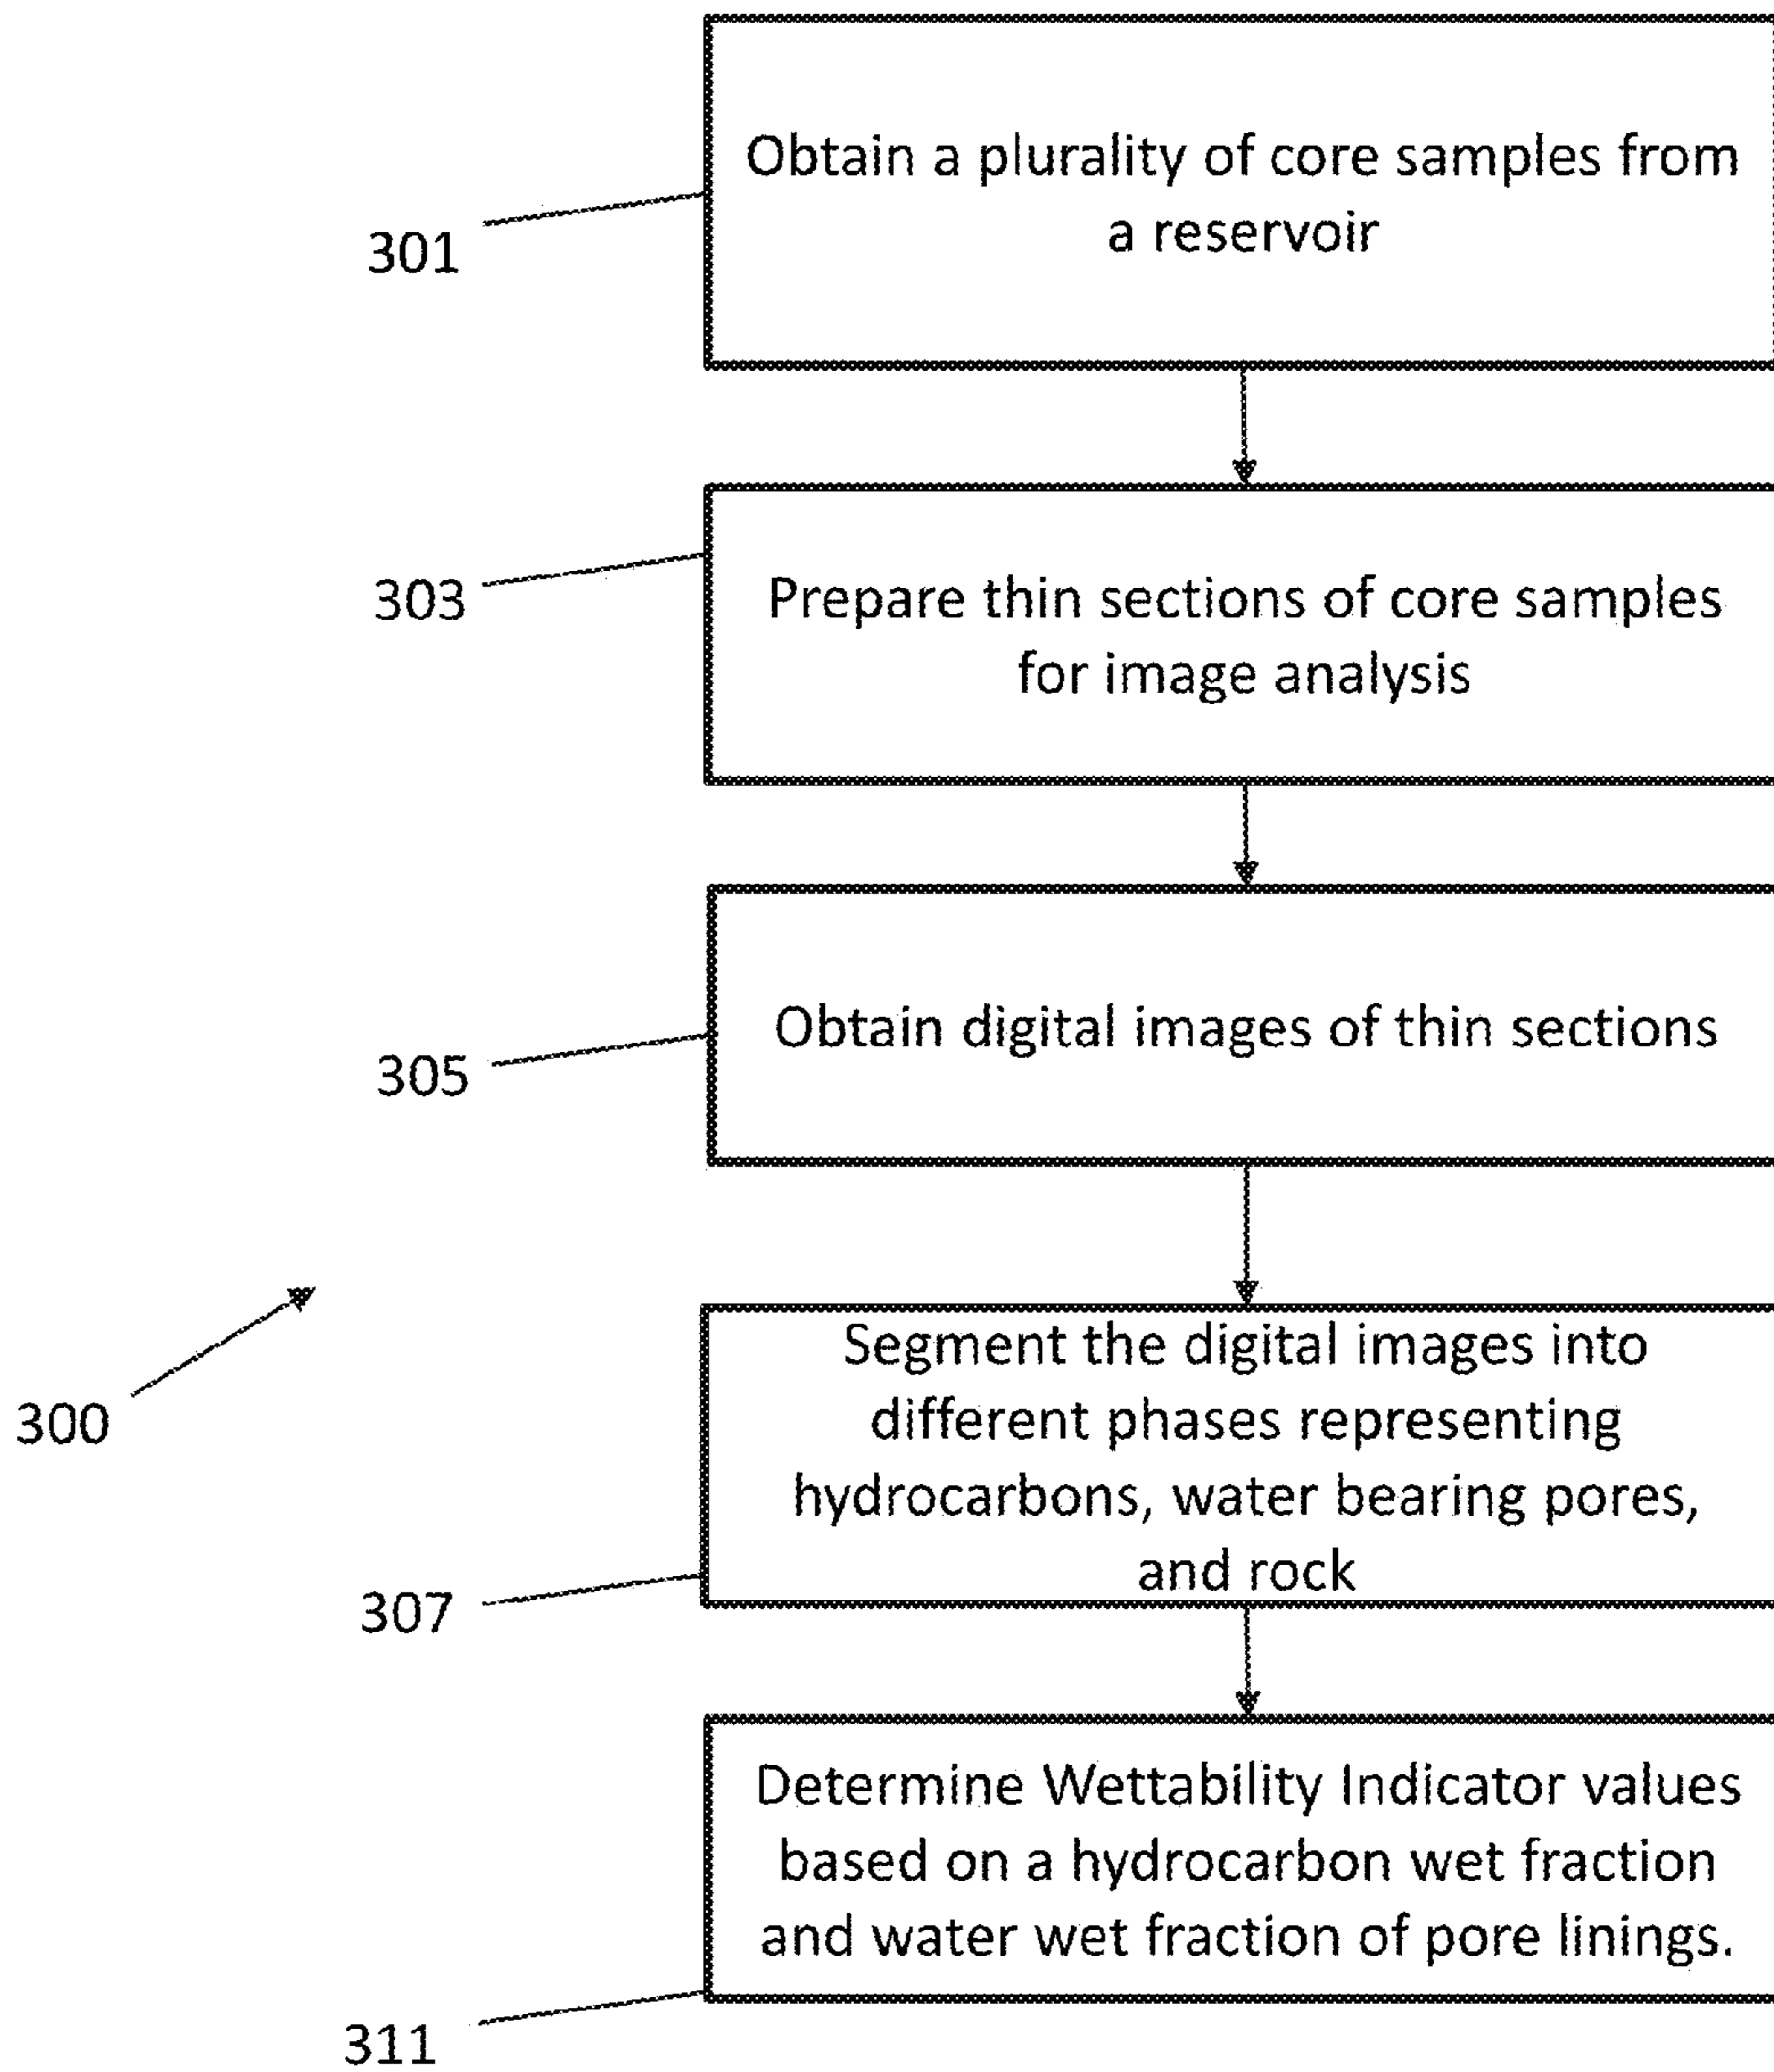 Obtain a plurality of core samples from
a reservoir
301
303
Prepare thin sections of core samples
for image analysis
Obtain digital images of thin sections
305
Segment the digital images into
different phases representing
300
hydrocarbons, water bearing pores,
and rock
307
Determine Wettability Indicator values
based on a hydrocarbon wet fraction
and water wet fraction of pore linings.
311